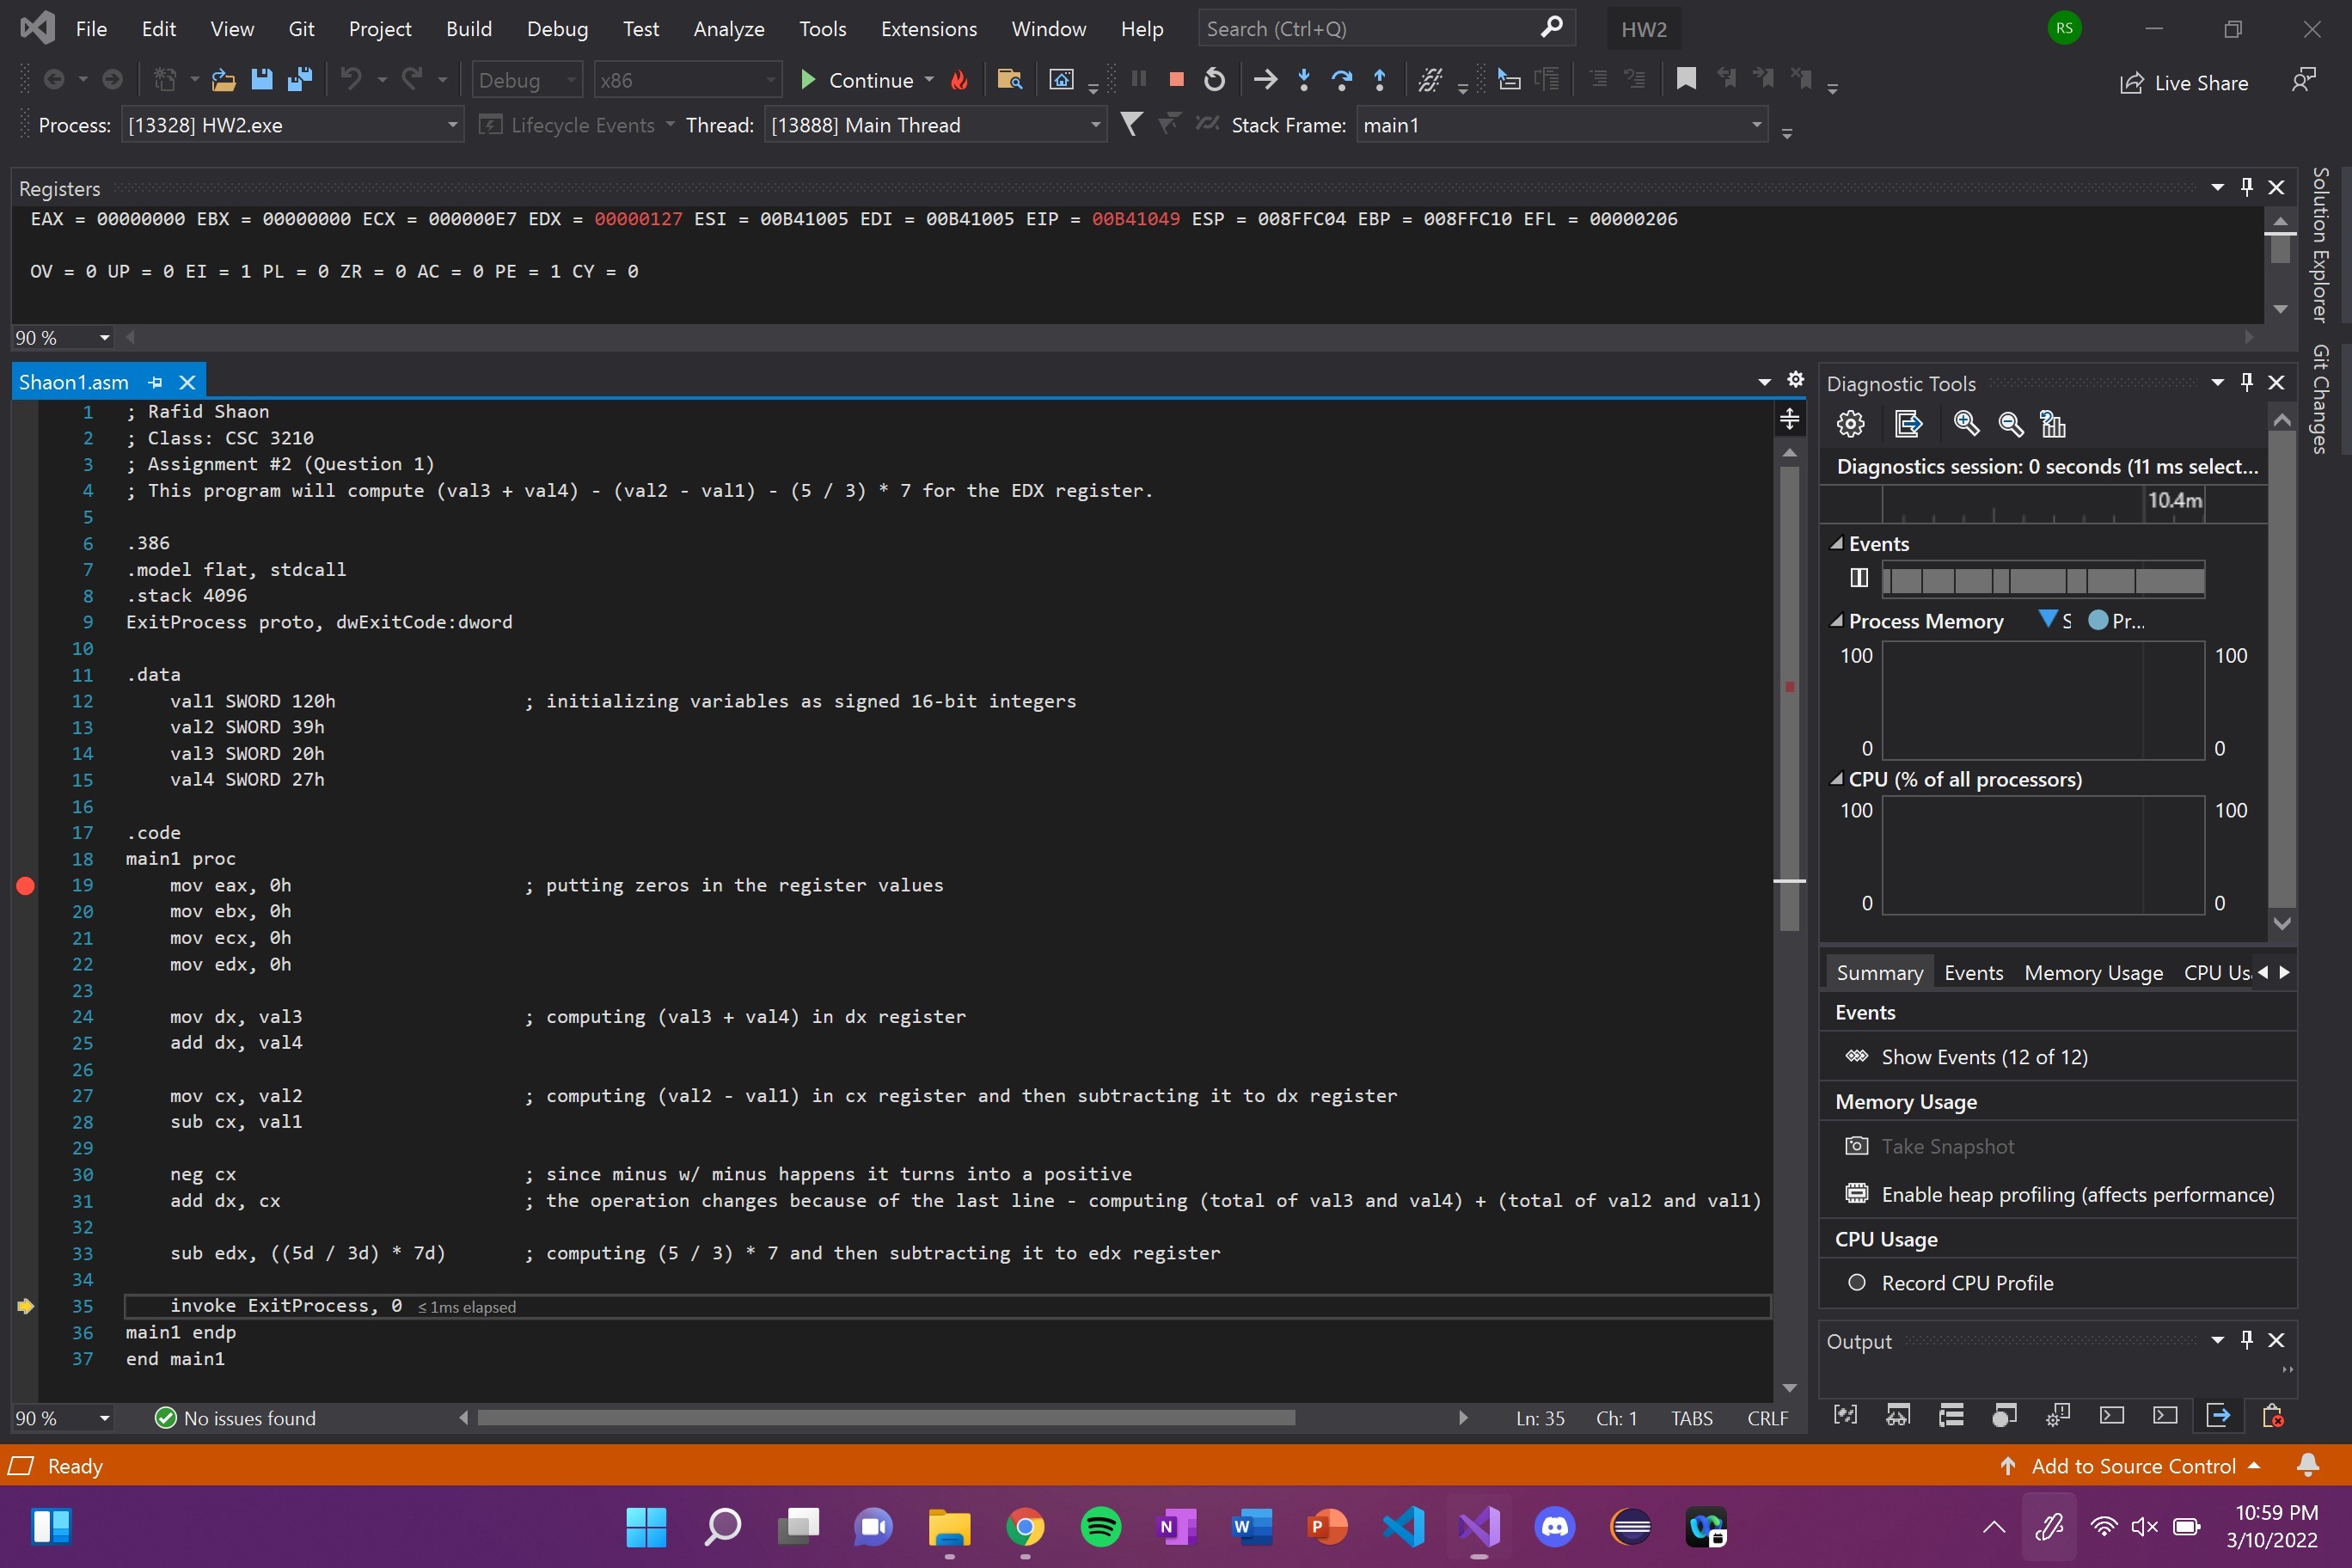 File Edit View Git Project Build Debug Test Analyze Tools Extensions Window Help Search (Ctrl+Q) HW2 RS
Debug x86 Continue Live Share
Process: [13328] HW2.exe Lifecycle Events Thread: [13888] Main Thread Stack Frame: main1
Registers
EAX = 00000000 EBX = 00000000 ECX = 000000E7 EDX = 00000127 ESI = 00B41005 EDI = 00B41005 EIP = 00B41049 ESP = 008FFC04 EBP = 008FFC10 EFL = 00000206
OV = 0 UP = 0 EI = 1 PL = 0 ZR = 0 AC = 0 PE = 1 CY = 0
90 %
Solution Explorer
Git Changes
Shaon1.asm
1 ; Rafid Shaon
2 ; Class: CSC 3210
3 ; Assignment #2 (Question 1)
4 ; This program will compute (val3 + val4) - (val2 - val1) - (5 / 3) * 7 for the EDX register.
5
6 .386
7 .model flat, stdcall
8 .stack 4096
9 ExitProcess proto, dwExitCode:dword
10
11 .data
12 val1 SWORD 120h ; initializing variables as signed 16-bit integers
13 val2 SWORD 39h
14 val3 SWORD 20h
15 val4 SWORD 27h
16
17 .code
18 main1 proc
19 mov eax, 0h ; putting zeros in the register values
20 mov ebx, 0h
21 mov ecx, 0h
22 mov edx, 0h
23
24 mov dx, val3 ; computing (val3 + val4) in dx register
25 add dx, val4
26
27 mov cx, val2 ; computing (val2 - val1) in cx register and then subtracting it to dx register
28 sub cx, val1
29
30 neg cx ; since minus w/ minus happens it turns into a positive
31 add dx, cx ; the operation changes because of the last line - computing (total of val3 and val4) + (total of val2 and val1)
32
33 sub edx, ((5d / 3d) * 7d) ; computing (5 / 3) * 7 and then subtracting it to edx register
34
35 invoke ExitProcess, 0 ≤ 1ms elapsed
36 main1 endp
37 end main1
90 % No issues found Ln: 35 Ch: 1 TABS CRLF
Diagnostic Tools
Diagnostics session: 0 seconds (11 ms select...
10.4m
Events
Process Memory S Pr...
100 100
0 0
CPU (% of all processors)
100 100
0 0
Summary Events Memory Usage CPU Us
Events
Show Events (12 of 12)
Memory Usage
Take Snapshot
Enable heap profiling (affects performance)
CPU Usage
Record CPU Profile
Output
Ready Add to Source Control
N W P
10:59 PM
3/10/2022